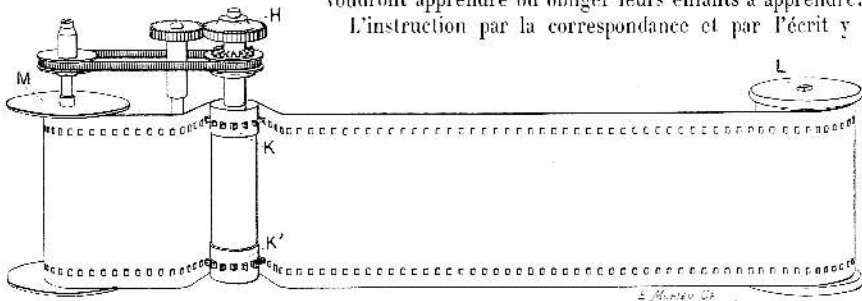 voudront apprendre ou obliger leurs enfants à apprendre.
L'instruction par la correspondance et par l'écrit y
H
M
L
K
K'